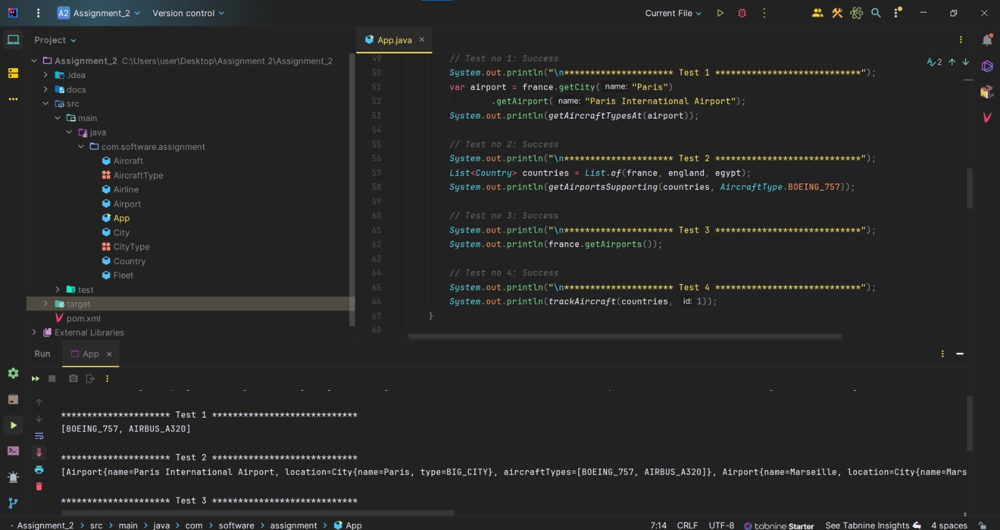 A2 Assignment_2 Version control Current File
Project
App.java
Assignment_2 C:\Users\user\Desktop\Assignment 2\Assignment_2
.idea
docs
src
main
java
com.software.assignment
Aircraft
AircraftType
Airline
Airport
App
City
CityType
Country
Fleet
test
target
pom.xml
External Libraries
2
49 // Test no 1: Success
50 System.out.println("\n********************* Test 1 ****************************");
51 var airport = france.getCity( name: "Paris")
52 .getAirport( name: "Paris International Airport");
53 System.out.println(getAircraftTypesAt(airport));
54
55 // Test no 2: Success
56 System.out.println("\n********************* Test 2 ****************************");
57 List<Country> countries = List.of(france, england, egypt);
58 System.out.println(getAirportsSupporting(countries, AircraftType.BOEING_757));
59
60 // Test no 3: Success
61 System.out.println("\n********************* Test 3 ****************************");
62 System.out.println(france.getAirports());
63
64 // Test no 4: Success
65 System.out.println("\n********************* Test 4 ****************************");
66 System.out.println(trackAircraft(countries, id: 1));
67 }
68
Run App
********************* Test 1 ****************************
[BOEING_757, AIRBUS_A320]
********************* Test 2 ****************************
[Airport{name=Paris International Airport, location=City{name=Paris, type=BIG_CITY}, aircraftTypes=[BOEING_757, AIRBUS_A320]}, Airport{name=Marseille, location=City{name=Mars
********************* Test 3 ****************************
Assignment_2 > src > main > java > com > software > assignment > App 7:14 CRLF UTF-8 tabnine Starter See Tabnine Insights 4 spaces